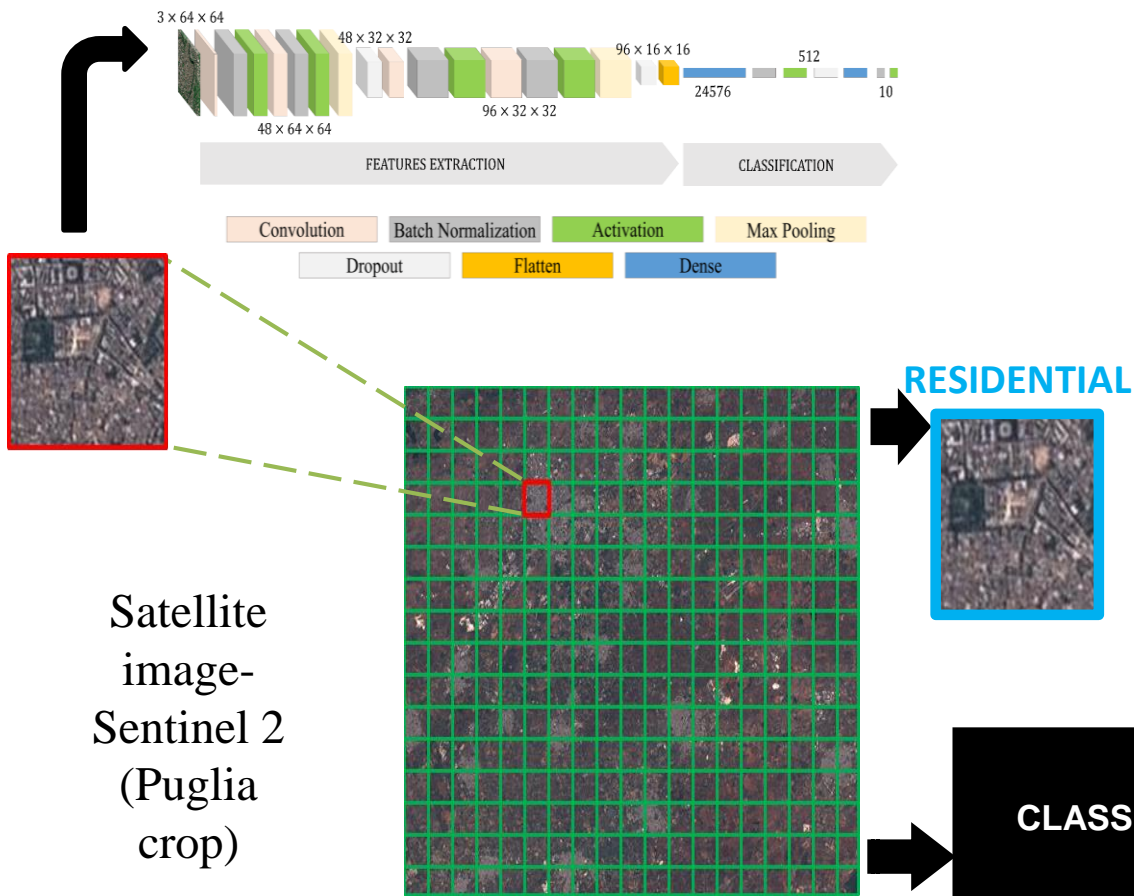 3 × 64 × 64
48 × 32 × 32
96 × 16 × 16
512
24576
10
96 × 32 × 32
48 × 64 × 64
FEATURES EXTRACTION
CLASSIFICATION
Convolution
Batch Normalization
Activation
Max Pooling
Dropout
Flatten
Dense
RESIDENTIAL
Satellite
image-
Sentinel 2
(Puglia
crop)
CLASS